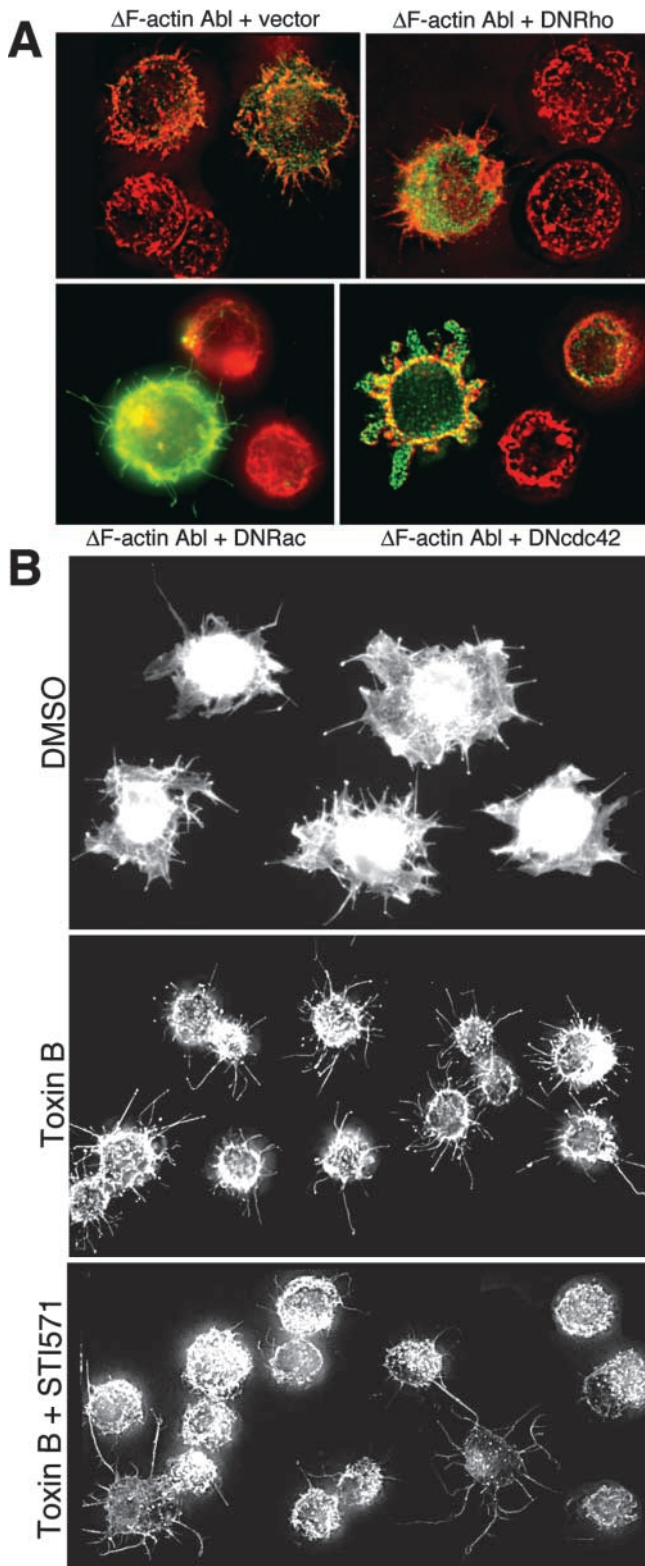 A
ΔF-actin Abl + vector
ΔF-actin Abl + DNRho
ΔF-actin Abl + DNRac
ΔF-actin Abl + DNcdc42
B
DMSO
Toxin B
Toxin B + STI571